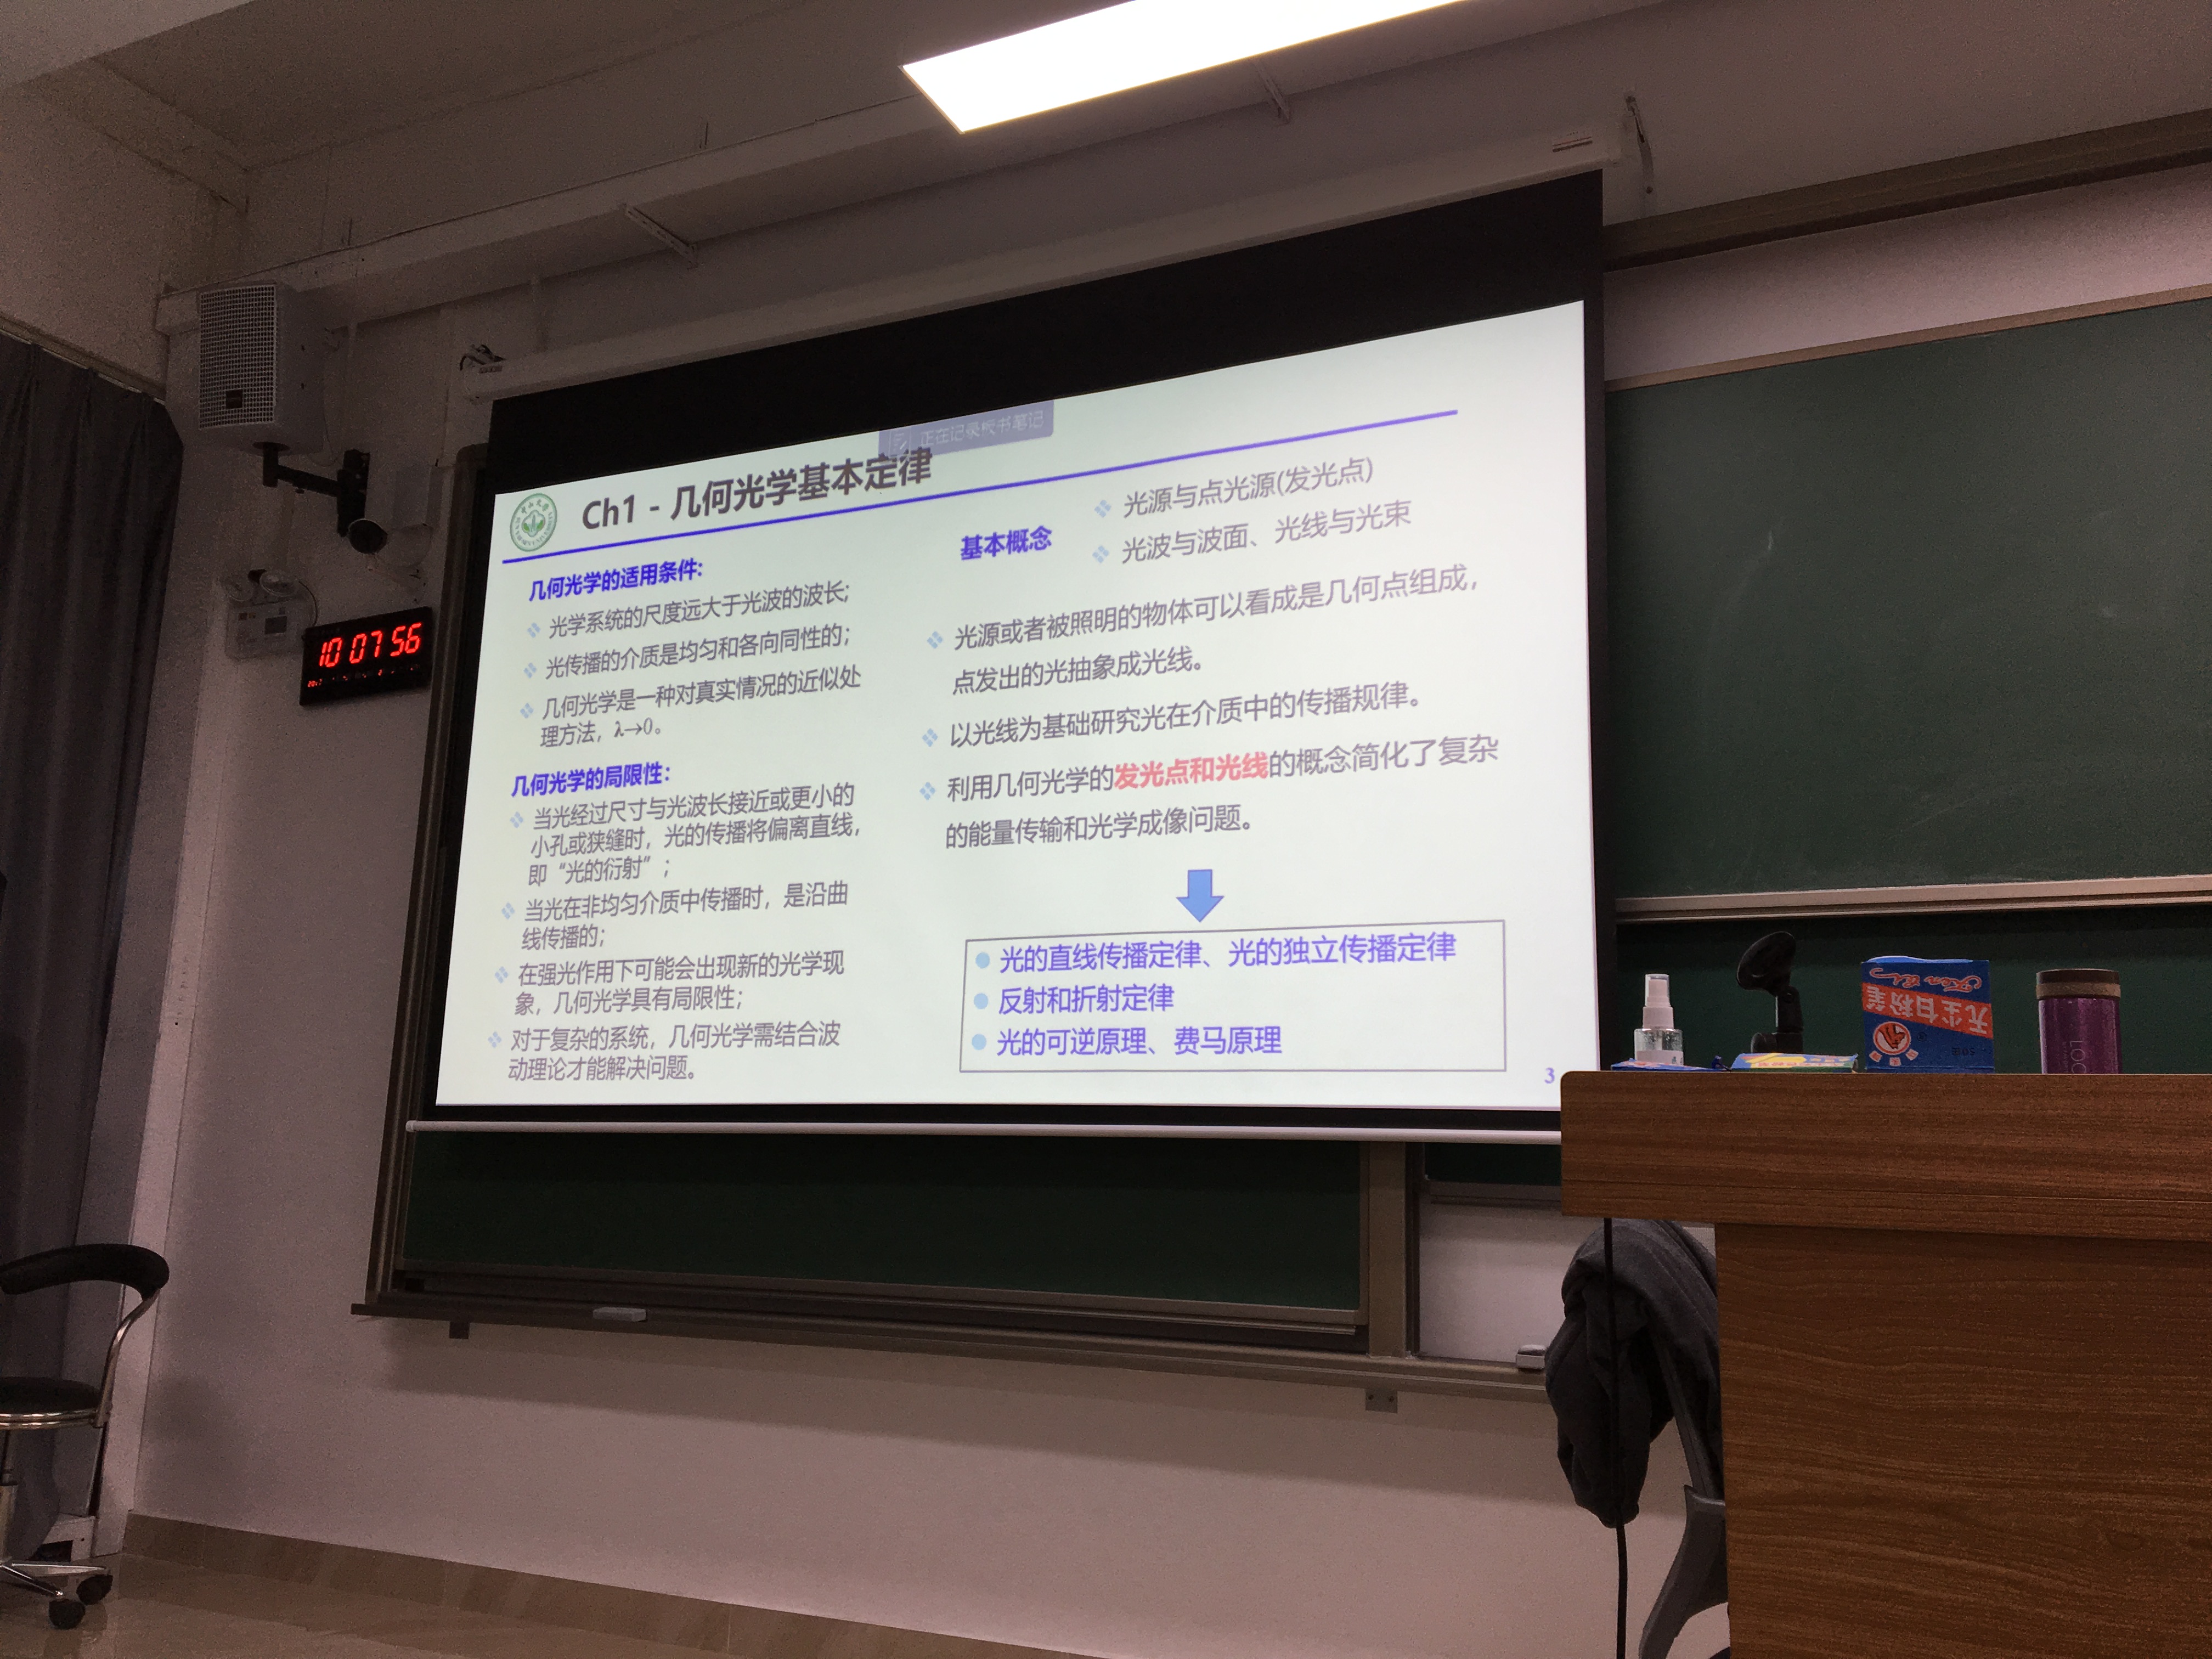 正在记录板书笔记
Ch1 - 几何光学基本定律
几何光学的适用条件:
光学系统的尺度远大于光波的波长;
光传播的介质是均匀和各向同性的;
几何光学是一种对真实情况的近似处
理方法，λ→0。
几何光学的局限性:
当光经过尺寸与光波长接近或更小的
小孔或狭缝时，光的传播将偏离直线，
即“光的衍射”;
当光在非均匀介质中传播时，是沿曲
线传播的;
在强光作用下可能会出现新的光学现
象，几何光学具有局限性;
对于复杂的系统，几何光学需结合波
动理论才能解决问题。
基本概念
光源与点光源(发光点)
光波与波面、光线与光束
光源或者被照明的物体可以看成是几何点组成，
点发出的光抽象成光线。
以光线为基础研究光在介质中的传播规律。
利用几何光学的发光点和光线的概念简化了复杂
的能量传输和光学成像问题。
光的直线传播定律、光的独立传播定律
反射和折射定律
光的可逆原理、费马原理
3
10 07 56
无尘白粉笔